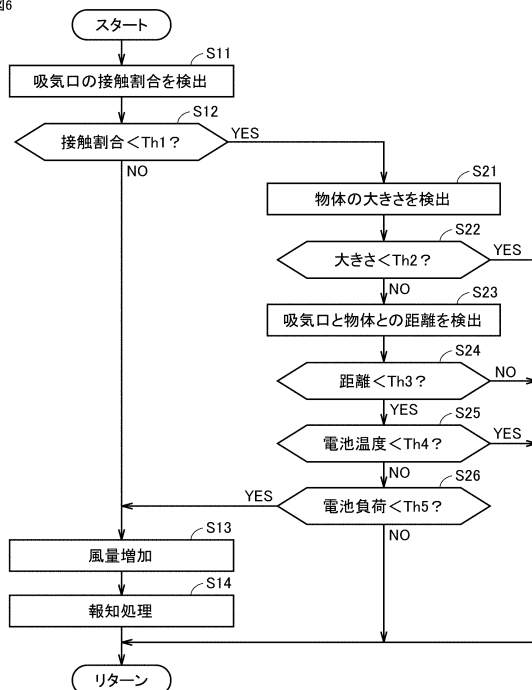 図6
スタート
S11
吸気口の接触割合を検出
S12
接触割合<Th1?
YES
NO
S21
物体の大きさを検出
S22
大きさ<Th2?
YES
NO
S23
吸気口と物体との距離を検出
S24
距離<Th3?
NO
YES
S25
電池温度<Th4?
YES
NO
S26
電池負荷<Th5?
YES
NO
S13
風量増加
S14
報知処理
リターン